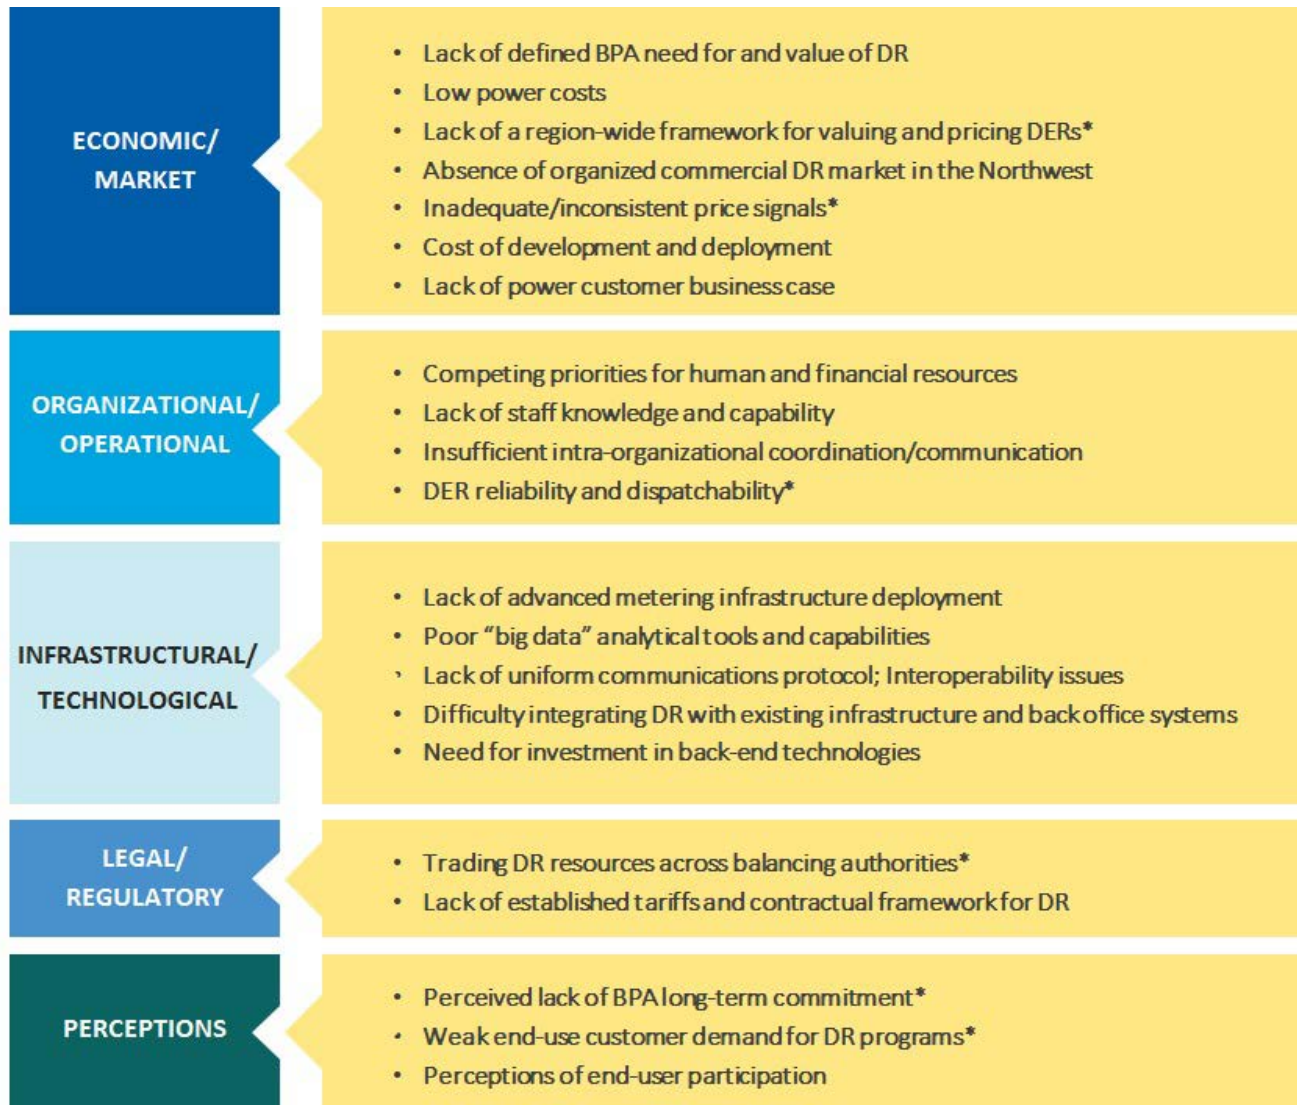 ECONOMIC/
MARKET
• Lack of defined BPA need for and value of DR
• Low power costs
• Lack of a region-wide framework for valuing and pricing DERs*
• Absence of organized commercial DR market in the Northwest
• Inadequate/inconsistent price signals*
• Cost of development and deployment
• Lack of power customer business case
ORGANIZATIONAL/
OPERATIONAL
• Competing priorities for human and financial resources
• Lack of staff knowledge and capability
• Insufficient intra-organizational coordination/communication
• DER reliability and dispatchability*
INFRASTRUCTURAL/
TECHNOLOGICAL
• Lack of advanced metering infrastructure deployment
• Poor “big data” analytical tools and capabilities
• Lack of uniform communications protocol; Interoperability issues
• Difficulty integrating DR with existing infrastructure and back office systems
• Need for investment in back-end technologies
LEGAL/
REGULATORY
• Trading DR resources across balancing authorities*
• Lack of established tariffs and contractual framework for DR
PERCEPTIONS
• Perceived lack of BPA long-term commitment*
• Weak end-use customer demand for DR programs*
• Perceptions of end-user participation